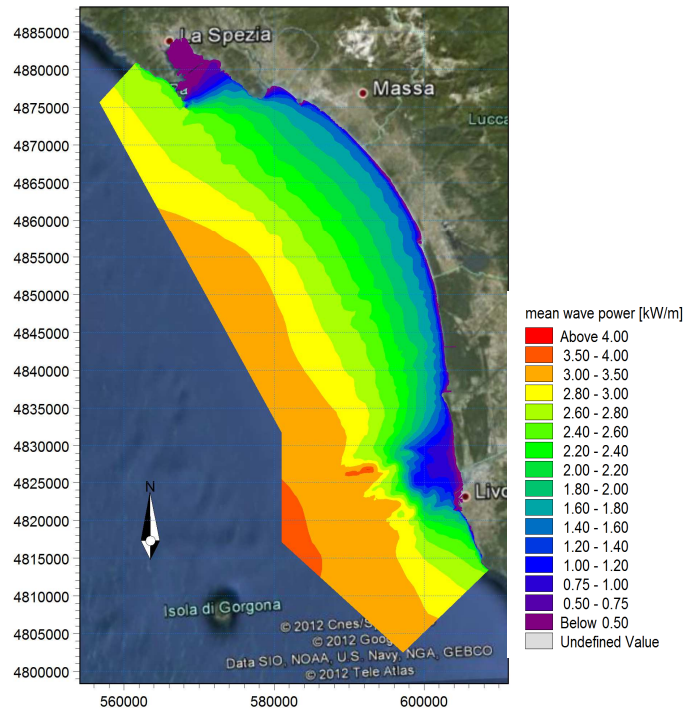 4885000
4880000
4875000
4870000
4865000
4860000
4855000
4850000
4845000
4840000
4835000
4830000
4825000
4820000
4815000
4810000
4805000
4800000
560000
580000
600000
La Spezia
Massa
Lucca
Livo
N
Isola di Gorgona
© 2012 Cnes/S
© 2012 Goog
Data SIO, NOAA, U.S. Navy, NGA, GEBCO
© 2012 Tele Atlas
mean wave power [kW/m]
Above 4.00
3.50 - 4.00
3.00 - 3.50
2.80 - 3.00
2.60 - 2.80
2.40 - 2.60
2.20 - 2.40
2.00 - 2.20
1.80 - 2.00
1.60 - 1.80
1.40 - 1.60
1.20 - 1.40
1.00 - 1.20
0.75 - 1.00
0.50 - 0.75
Below 0.50
Undefined Value